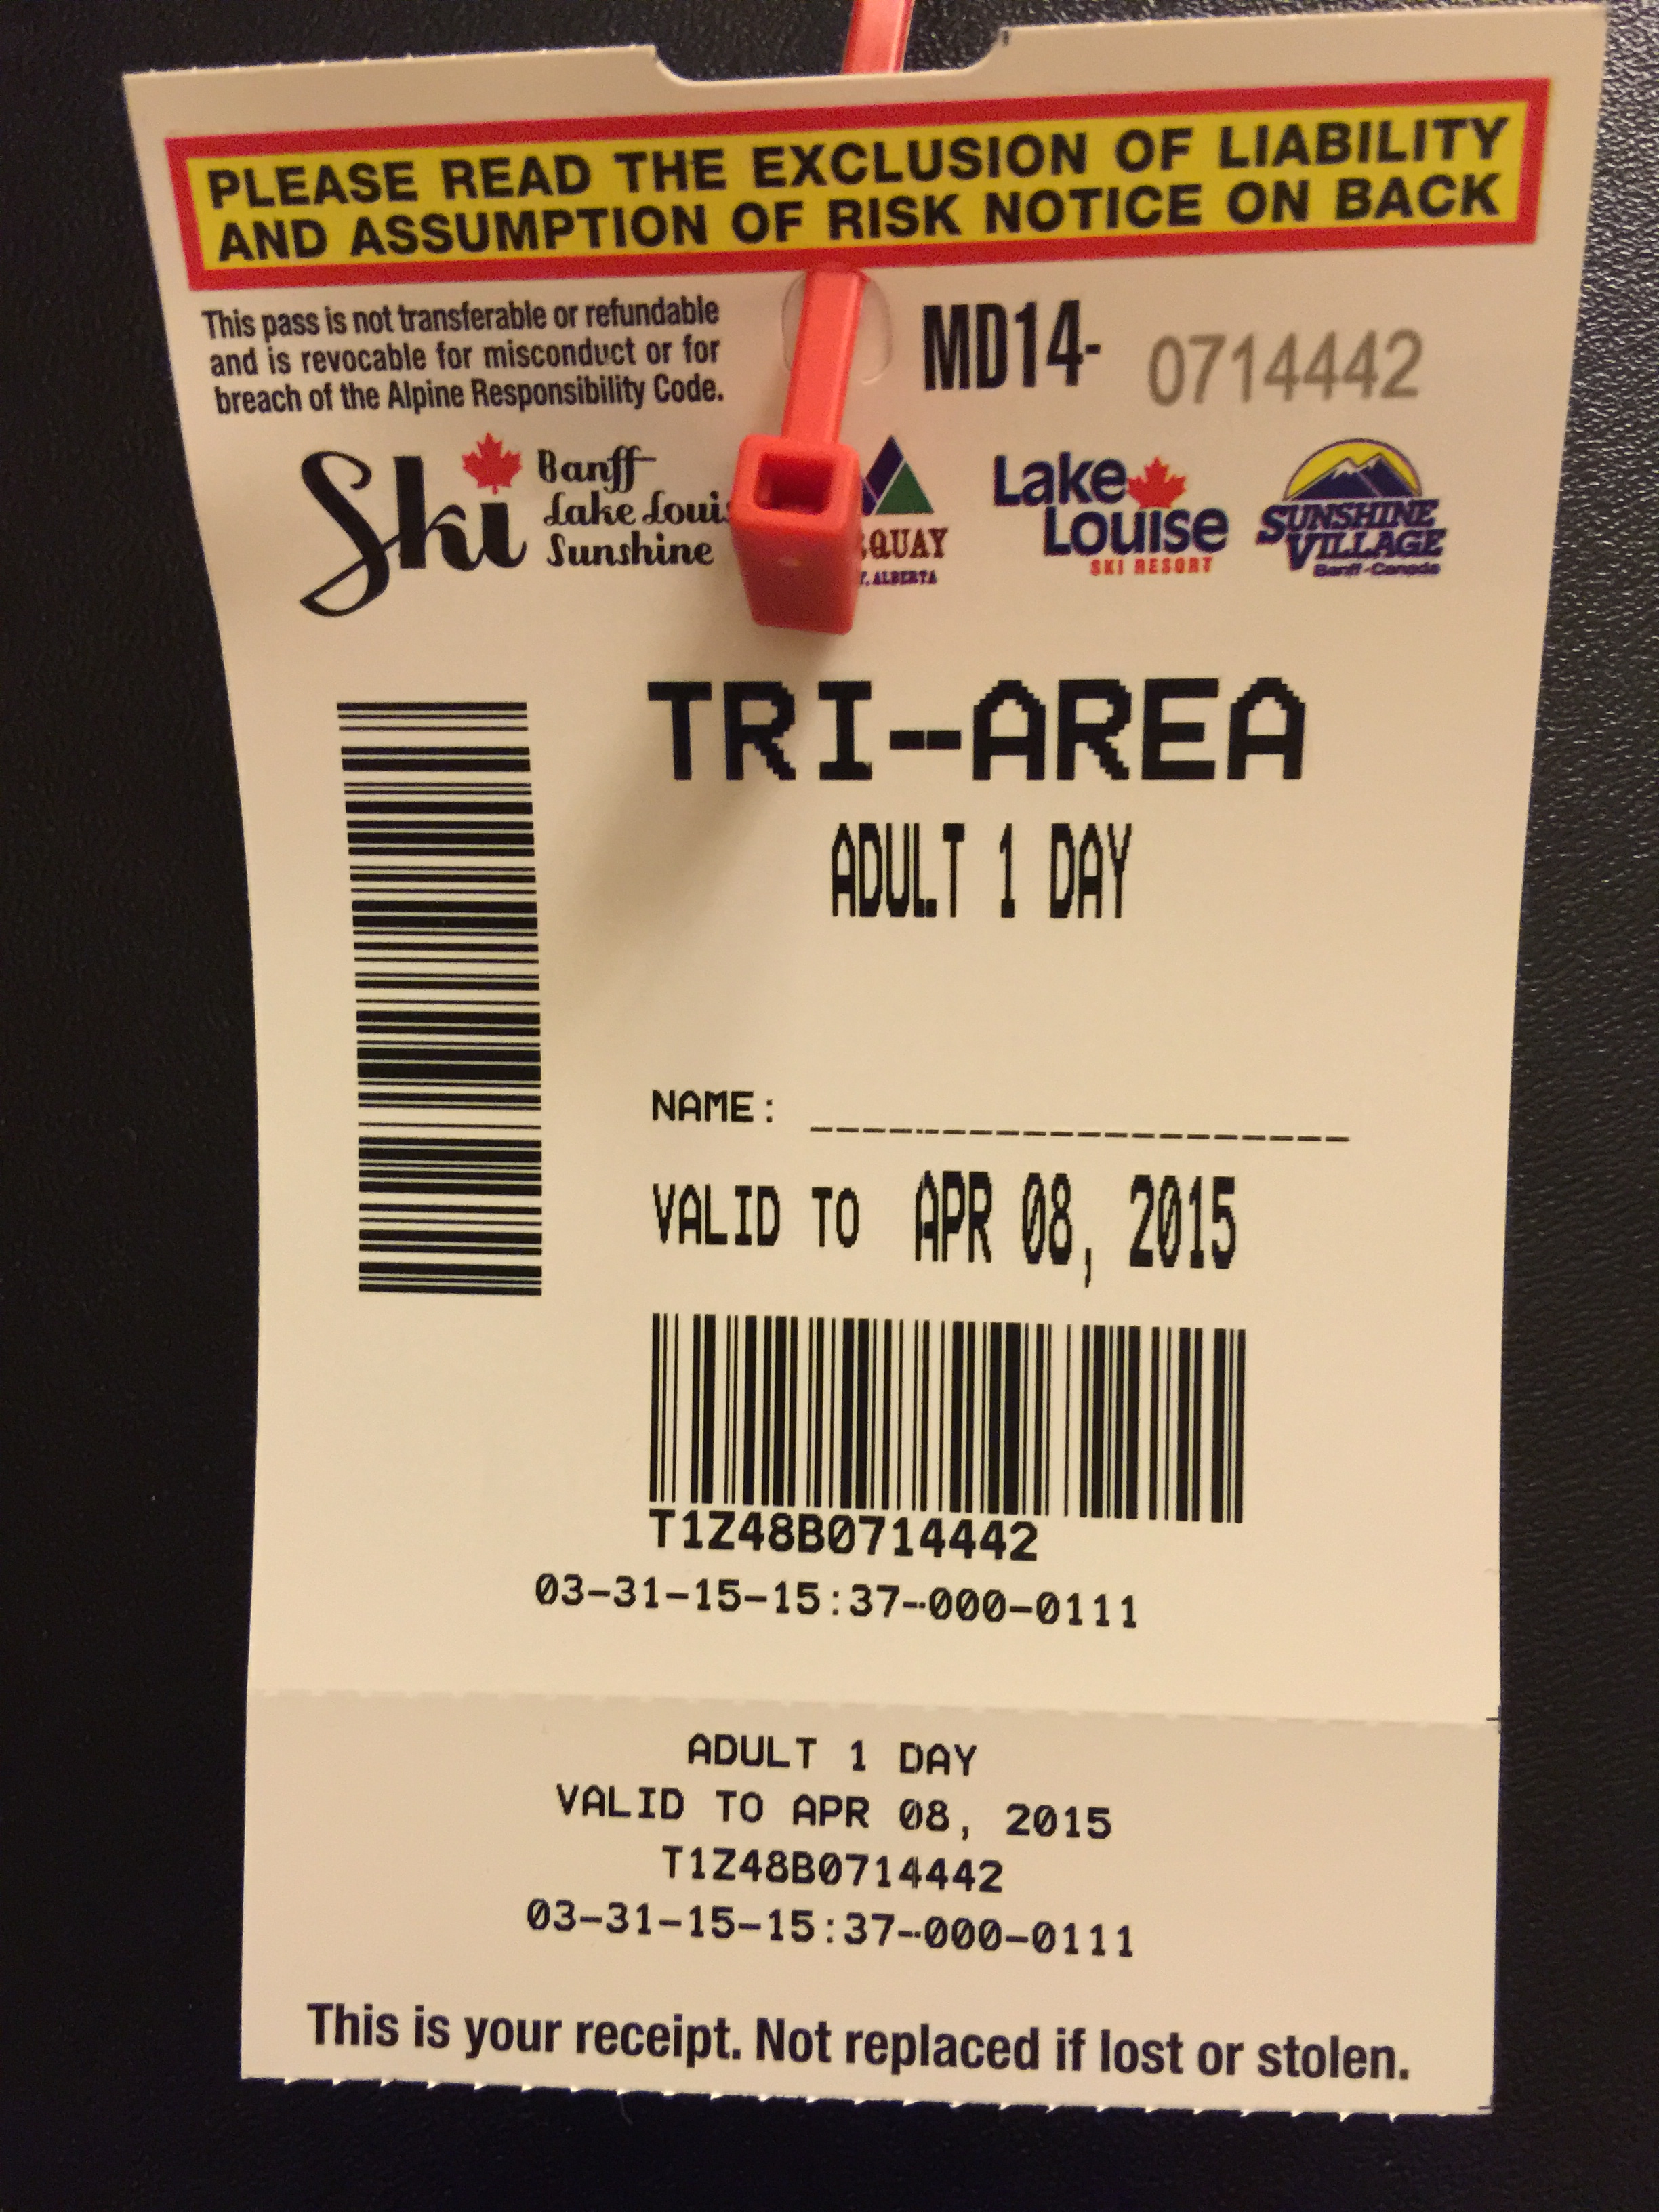 PLEASE READ THE EXCLUSION OF LIABILITY
AND ASSUMPTION OF RISK NOTICE ON BACK
This pass is not transferable or refundable
and is revocable for misconduct or for
breach of the Alpine Responsibility Code.
MD14- 0714442
Ski Banff
Lake
Sunshine
ALBERTA
Lake
Louise
SKI RESORT
SUNSHINE
VILLAGE
Banff-Canada
TRI-AREA
ADULT 1 DAY
NAME: ____________________
VALID TO APR 08, 2015
T1Z48B0714442
03-31-15-15:37-000-0111
ADULT 1 DAY
VALID TO APR 08, 2015
T1Z48B0714442
03-31-15-15:37-000-0111
This is your receipt. Not replaced if lost or stolen.